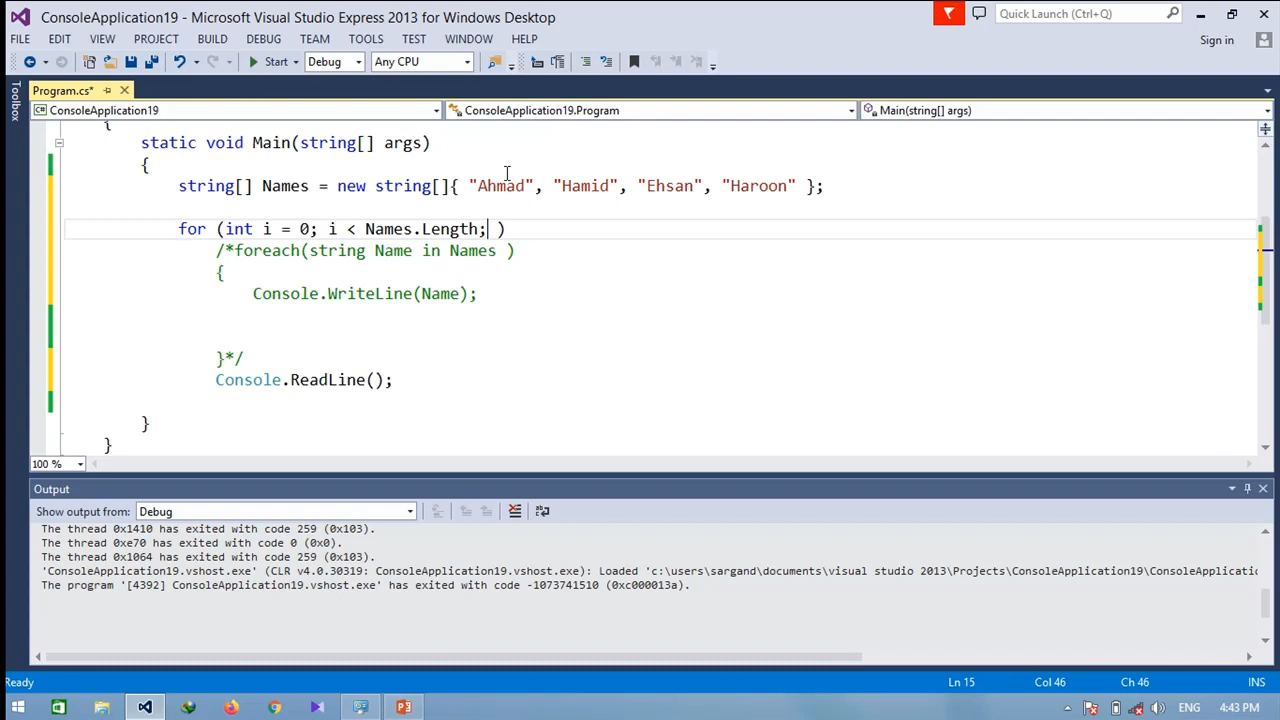 ConsoleApplication19 - Microsoft Visual Studio Express 2013 for Windows Desktop
Quick Launch (Ctrl+Q)
FILE EDIT VIEW PROJECT BUILD DEBUG TEAM TOOLS TEST WINDOW HELP
Sign in
Start Debug Any CPU
Toolbox
Program.cs*
ConsoleApplication19 ConsoleApplication19.Program Main(string[] args)
{
static void Main(string[] args)
{
string[] Names = new string[]{ "Ahmad", "Hamid", "Ehsan", "Haroon" };
for (int i = 0; i < Names.Length; )
/*foreach(string Name in Names )
{
Console.WriteLine(Name);
}*/
Console.ReadLine();
}
}
100 %
Output
Show output from: Debug
The thread 0x1410 has exited with code 259 (0x103).
The thread 0xe70 has exited with code 0 (0x0).
The thread 0x1064 has exited with code 259 (0x103).
'ConsoleApplication19.vshost.exe' (CLR v4.0.30319: ConsoleApplication19.vshost.exe): Loaded 'c:\users\sargand\documents\visual studio 2013\Projects\ConsoleApplication19\ConsoleApplication
The program '[4392] ConsoleApplication19.vshost.exe' has exited with code -1073741510 (0xc000013a).
Ready Ln 15 Col 46 Ch 46 INS
ENG 4:43 PM